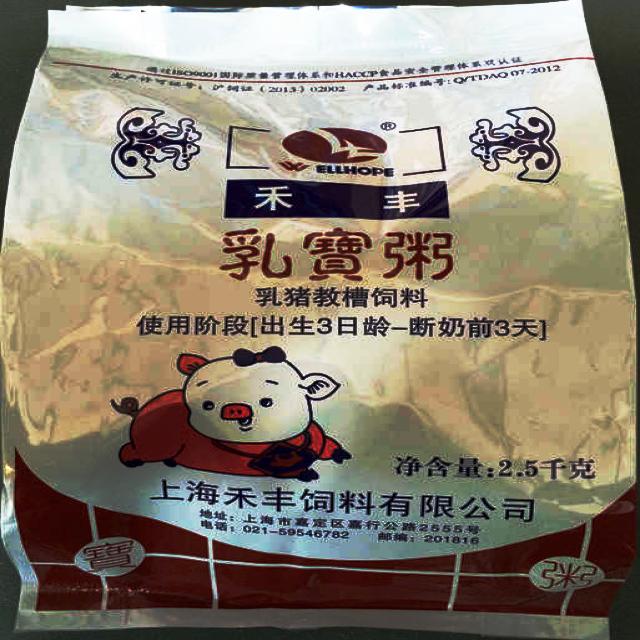 通过ISO9001国际质量管理体系和HACCP食品安全管理体系双认证
生产许可证号:沪饲证(2013)02002 产品标准编号:Q/TDAQ 07-2012
®
WELLHOPE
禾丰
乳寶粥
乳猪教槽饲料
使用阶段[出生3日龄–断奶前3天]
净含量:2.5千克
上海禾丰饲料有限公司
地址:上海市嘉定区嘉行公路2555号
电话:021-59546782 邮编:201816
寶
粥